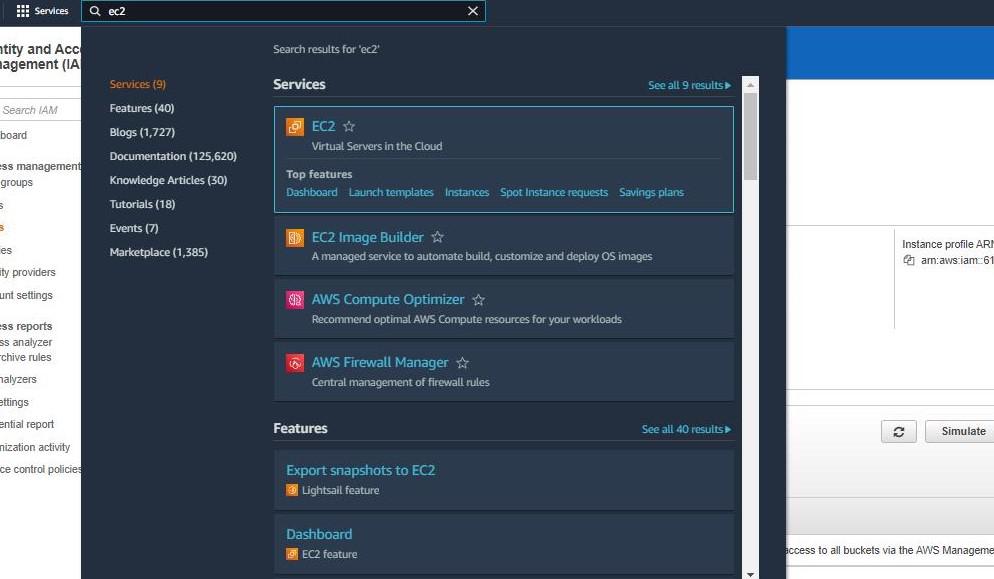 Services
ec2
ntity and Acc
nagement (IA
Search IAM
board
ess management
groups
s
s
ies
ity providers
unt settings
ess reports
ss analyzer
rchive rules
nalyzers
ettings
ential report
nization activity
ce control policies
Search results for 'ec2'
Services (9)
Features (40)
Blogs (1,727)
Documentation (125,620)
Knowledge Articles (30)
Tutorials (18)
Events (7)
Marketplace (1,385)
Services
See all 9 results
EC2
Virtual Servers in the Cloud
Top features
Dashboard Launch templates Instances Spot Instance requests Savings plans
EC2 Image Builder
A managed service to automate build, customize and deploy OS images
AWS Compute Optimizer
Recommend optimal AWS Compute resources for your workloads
AWS Firewall Manager
Central management of firewall rules
Features
See all 40 results
Export snapshots to EC2
Lightsail feature
Dashboard
EC2 feature
Instance profile ARN
arn:aws:iam::61
Simulate
access to all buckets via the AWS Manageme